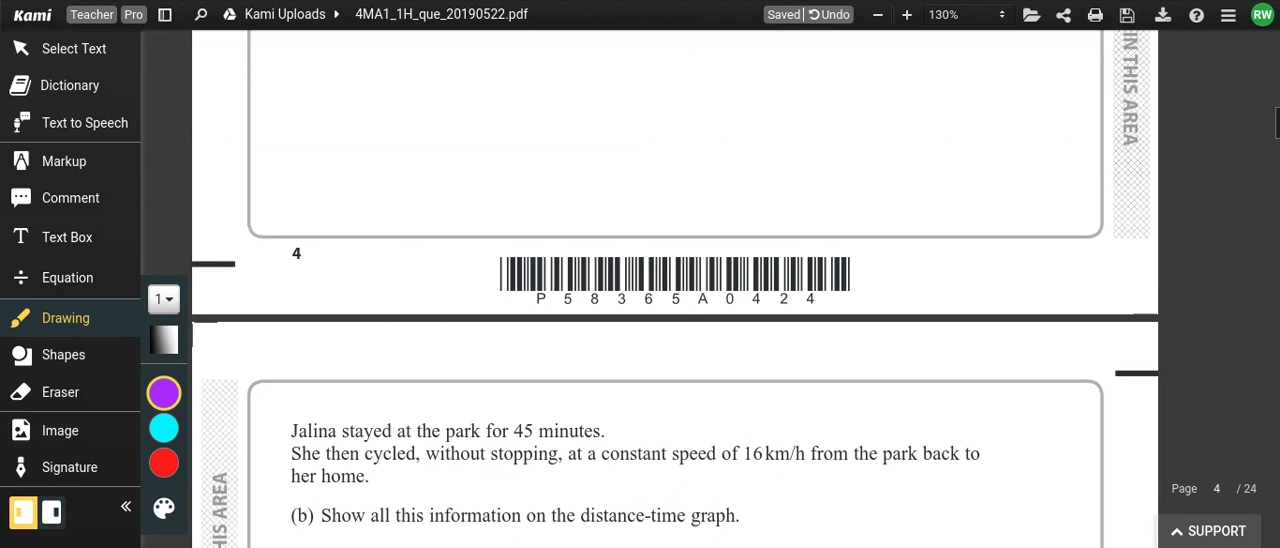 Kami Teacher Pro Kami Uploads 4MA1_1H_que_20190522.pdf Saved Undo 130% RW
Select Text
Dictionary
Text to Speech
Markup
Comment
Text Box
Equation
1
Drawing
Shapes
Eraser
Image
Signature
IN THIS AREA
4
P 5 8 3 6 5 A 0 4 2 4
Jalina stayed at the park for 45 minutes.
She then cycled, without stopping, at a constant speed of 16 km/h from the park back to
her home.
(b) Show all this information on the distance-time graph.
HIS AREA
Page 4 / 24
SUPPORT